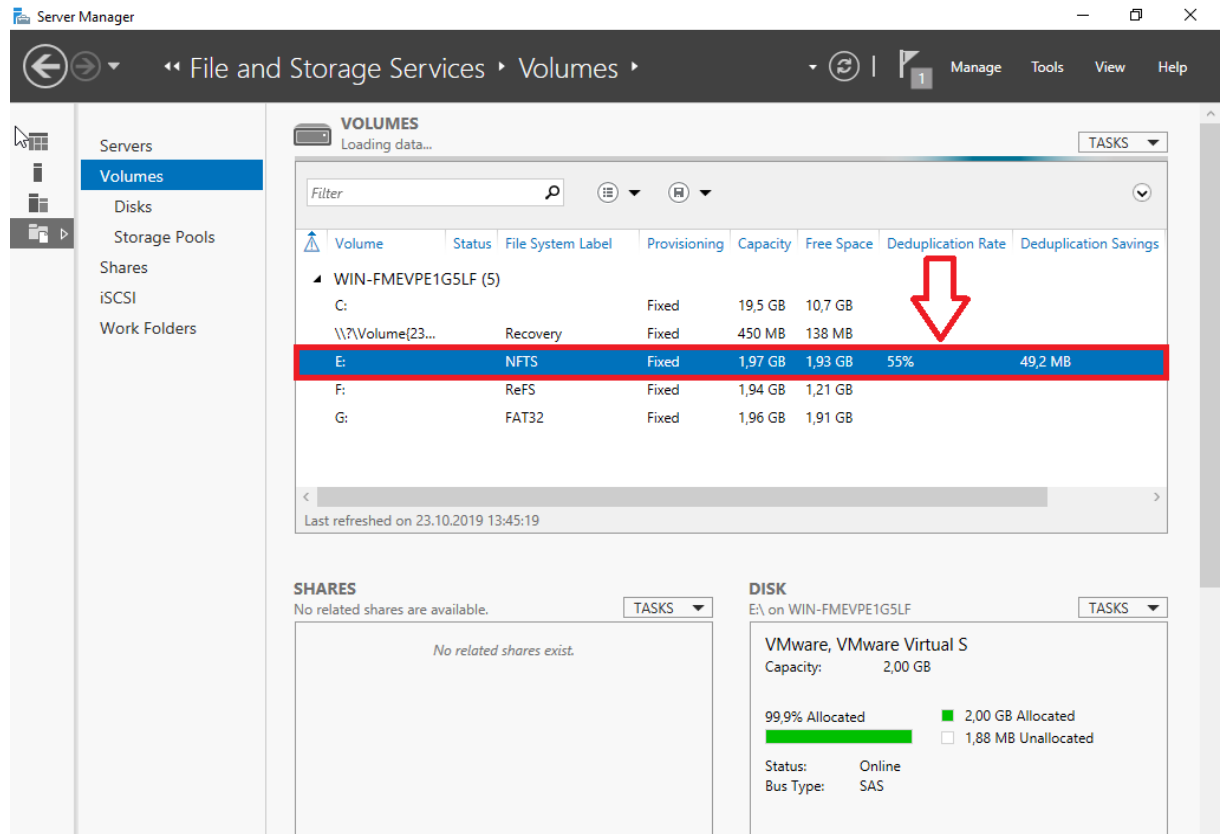 Server Manager
File and Storage Services Volumes
1 Manage Tools View Help
Servers
Volumes
Disks
Storage Pools
Shares
iSCSI
Work Folders
VOLUMES
Loading data...
TASKS
Filter
Volume Status File System Label Provisioning Capacity Free Space Deduplication Rate Deduplication Savings
WIN-FMEVPE1G5LF (5)
C: Fixed 19,5 GB 10,7 GB
\\?\Volume{23... Recovery Fixed 450 MB 138 MB
E: NFTS Fixed 1,97 GB 1,93 GB 55% 49,2 MB
F: ReFS Fixed 1,94 GB 1,21 GB
G: FAT32 Fixed 1,96 GB 1,91 GB
Last refreshed on 23.10.2019 13:45:19
SHARES
No related shares are available.
TASKS
No related shares exist.
DISK
E:\ on WIN-FMEVPE1G5LF
TASKS
VMware, VMware Virtual S
Capacity: 2,00 GB
99,9% Allocated
2,00 GB Allocated
1,88 MB Unallocated
Status: Online
Bus Type: SAS